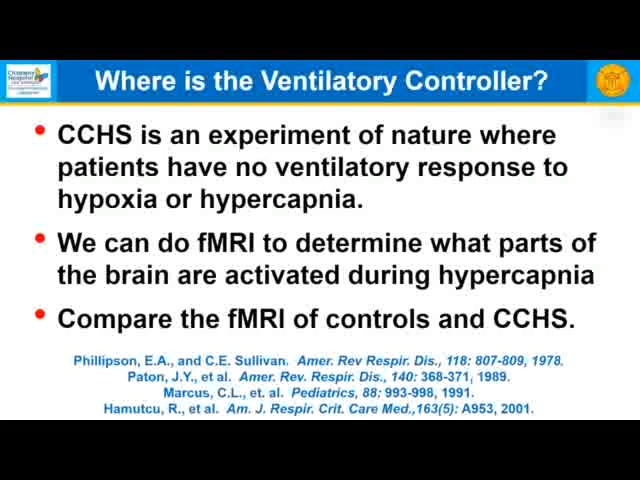 Where is the Ventilatory Controller?
• CCHS is an experiment of nature where
patients have no ventilatory response to
hypoxia or hypercapnia.
• We can do fMRI to determine what parts of
the brain are activated during hypercapnia
• Compare the fMRI of controls and CCHS.
Phillipson, E.A., and C.E. Sullivan. Amer. Rev Respir. Dis., 118: 807-809, 1978.
Paton, J.Y., et al. Amer. Rev. Respir. Dis., 140: 368-371, 1989.
Marcus, C.L., et. al. Pediatrics, 88: 993-998, 1991.
Hamutcu, R., et al. Am. J. Respir. Crit. Care Med.,163(5): A953, 2001.